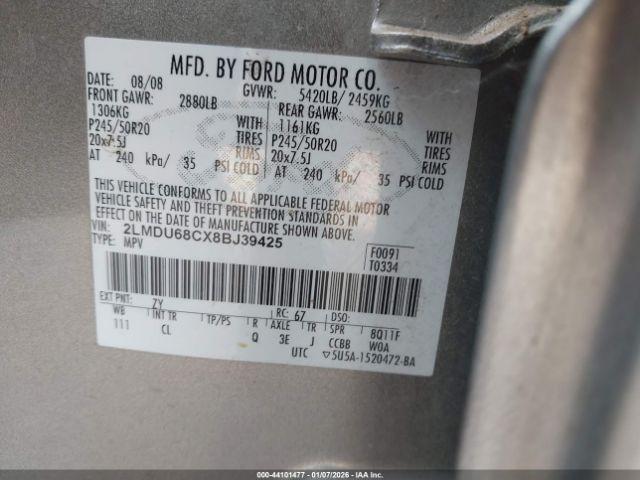 MFD. BY FORD MOTOR CO.
DATE: 08/08 GVWR: 5420LB/ 2459KG
FRONT GAWR: 2880LB REAR GAWR: 2560LB
1306KG WITH 1161KG WITH
P245/50R20 TIRES P245/50R20 TIRES
20x7.5J RIMS 20x7.5J RIMS
AT 240 kPa/ 35 PSI COLD AT 240 kPa/ 35 PSI COLD
THIS VEHICLE CONFORMS TO ALL APPLICABLE FEDERAL MOTOR
VEHICLE SAFETY AND THEFT PREVENTION STANDARDS IN
EFFECT ON THE DATE OF MANUFACTURE SHOWN ABOVE.
VIN: 2LMDU68CX8BJ39425
TYPE: MPV
F0091
T0334
EXT PNT: ZY RC: 67 DSO:
WB INT TR TP/PS R AXLE TR SPR 8Q11F
111 CL Q 3E J CCBB W0A
UTC ▽5U5A-1520472-BA
000-44101477 - 01/07/2026 - IAA Inc.